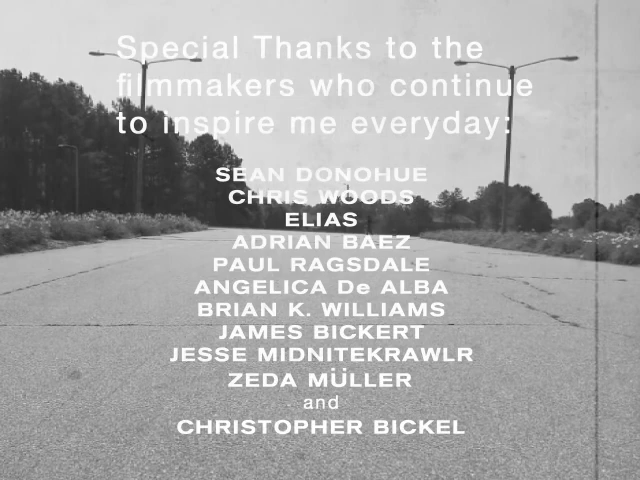 Special Thanks to the
filmmakers who continue
to inspire me everyday:
SEAN DONOHUE
CHRIS WOODS
ELIAS
ADRIAN BAEZ
PAUL RAGSDALE
ANGELICA De ALBA
BRIAN K. WILLIAMS
JAMES BICKERT
JESSE MIDNITEKRAWLR
ZEDA MÜLLER
and
CHRISTOPHER BICKEL